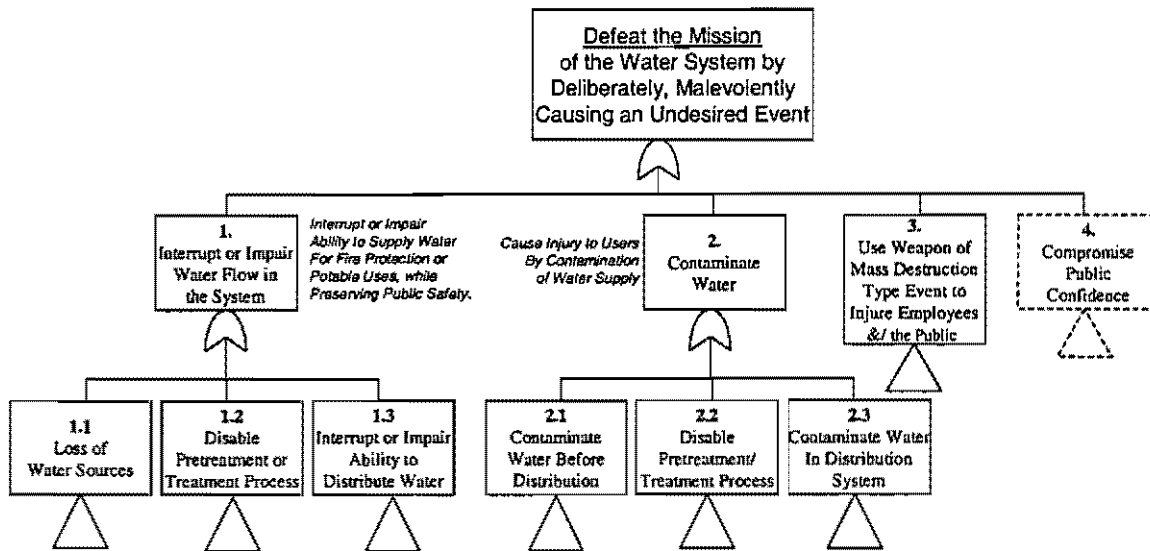 Defeat the Mission
of the Water System by
Deliberately, Malevolently
Causing an Undesired Event
1.
Interrupt or Impair
Water Flow in
the System
Interrupt or Impair
Ability to Supply Water
For Fire Protection or
Potable Uses, while
Preserving Public Safety.
Cause Injury to Users
By Contamination
of Water Supply
2.
Contaminate
Water
3.
Use Weapon of
Mass Destruction
Type Event to
Injure Employees
&/ the Public
4.
Compromise
Public
Confidence
1.1
Loss of
Water Sources
1.2
Disable
Pretreatment or
Treatment Process
1.3
Interrupt or Impair
Ability to
Distribute Water
2.1
Contaminate
Water Before
Distribution
2.2
Disable
Pretreatment/
Treatment Process
2.3
Contaminate Water
In Distribution
System